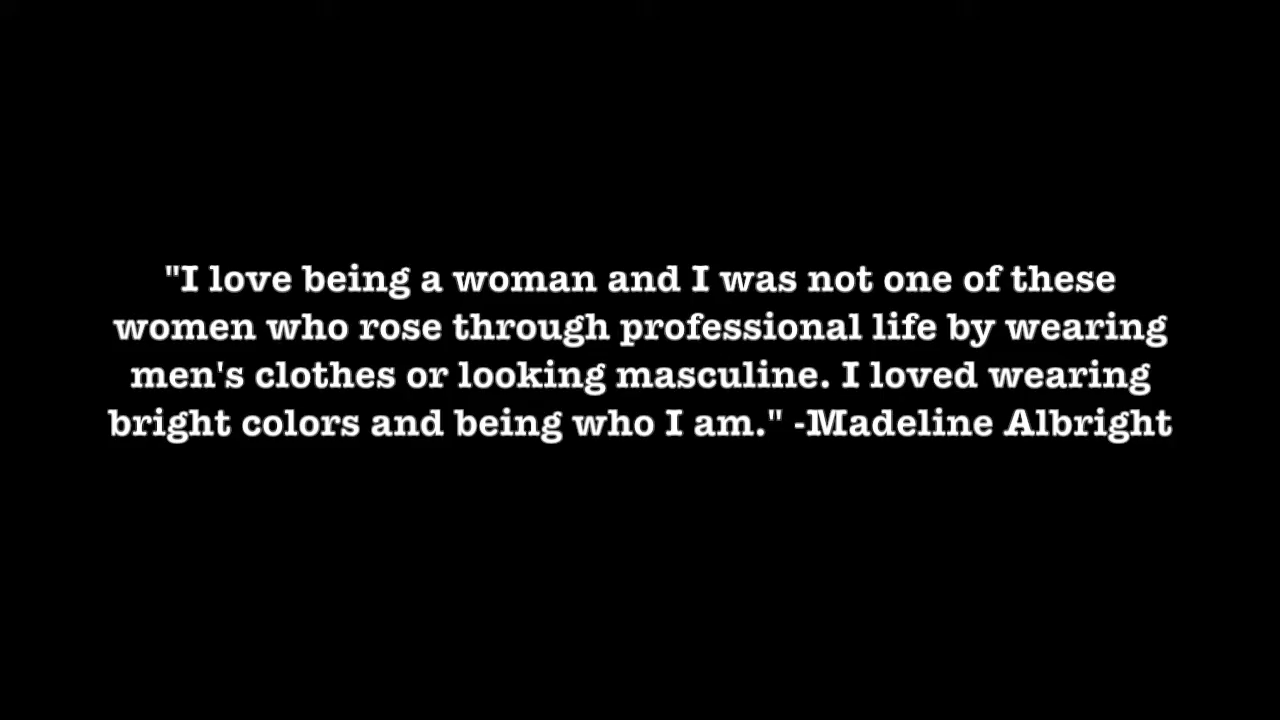 "I love being a woman and I was not one of these
women who rose through professional life by wearing
men's clothes or looking masculine. I loved wearing
bright colors and being who I am." -Madeline Albright